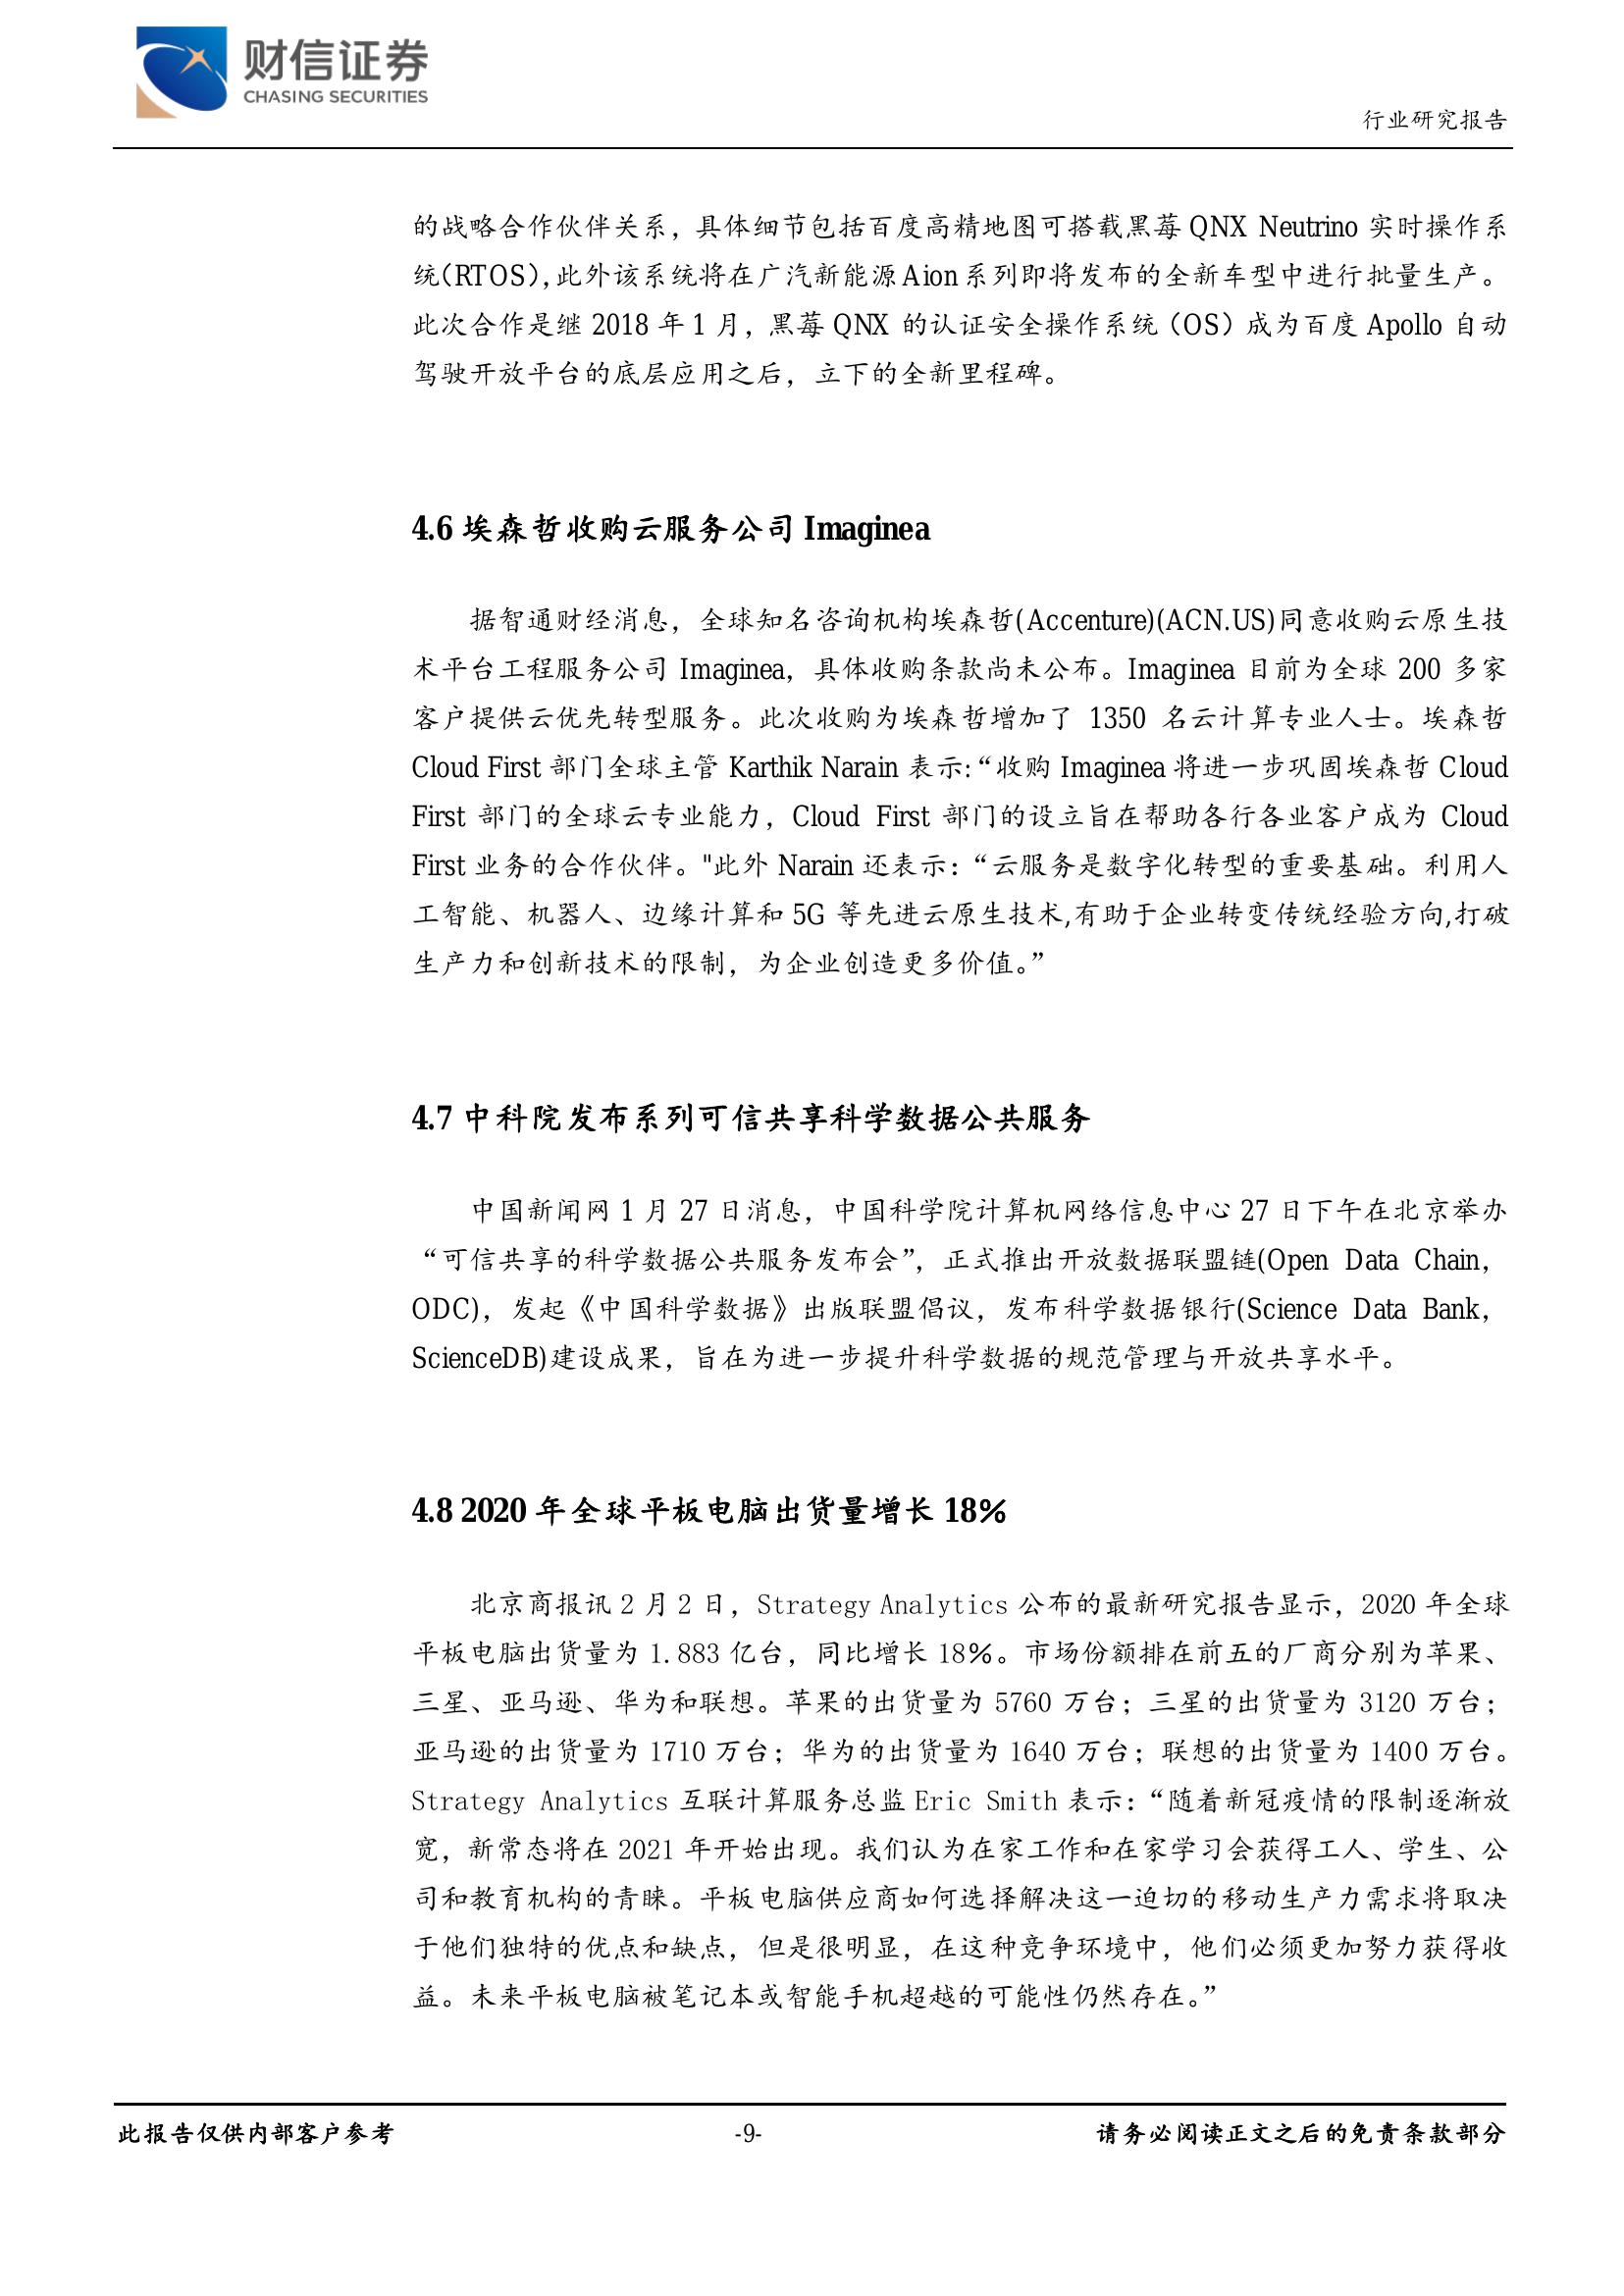 财信证券
CHASING SECURITIES
行业研究报告
的战略合作伙伴关系，具体细节包括百度高精地图可搭载黑莓 QNX Neutrino 实时操作系
统（RTOS），此外该系统将在广汽新能源 Aion 系列即将发布的全新车型中进行批量生产。
此次合作是继 2018 年 1 月，黑莓 QNX 的认证安全操作系统（OS）成为百度 Apollo 自动
驾驶开放平台的底层应用之后，立下的全新里程碑。
4.6 埃森哲收购云服务公司 Imaginea
据智通财经消息，全球知名咨询机构埃森哲(Accenture)(ACN.US)同意收购云原生技
术平台工程服务公司 Imaginea，具体收购条款尚未公布。Imaginea 目前为全球 200 多家
客户提供云优先转型服务。此次收购为埃森哲增加了 1350 名云计算专业人士。埃森哲
Cloud First 部门全球主管 Karthik Narain 表示:“收购 Imaginea 将进一步巩固埃森哲 Cloud
First 部门的全球云专业能力，Cloud First 部门的设立旨在帮助各行各业客户成为 Cloud
First 业务的合作伙伴。"此外 Narain 还表示：“云服务是数字化转型的重要基础。利用人
工智能、机器人、边缘计算和 5G 等先进云原生技术,有助于企业转变传统经验方向,打破
生产力和创新技术的限制，为企业创造更多价值。”
4.7 中科院发布系列可信共享科学数据公共服务
中国新闻网 1 月 27 日消息，中国科学院计算机网络信息中心 27 日下午在北京举办
“可信共享的科学数据公共服务发布会”，正式推出开放数据联盟链(Open Data Chain，
ODC)，发起《中国科学数据》出版联盟倡议，发布科学数据银行(Science Data Bank，
ScienceDB)建设成果，旨在为进一步提升科学数据的规范管理与开放共享水平。
4.8 2020 年全球平板电脑出货量增长 18%
北京商报讯 2 月 2 日，Strategy Analytics 公布的最新研究报告显示，2020 年全球
平板电脑出货量为 1.883 亿台，同比增长 18%。市场份额排在前五的厂商分别为苹果、
三星、亚马逊、华为和联想。苹果的出货量为 5760 万台；三星的出货量为 3120 万台；
亚马逊的出货量为 1710 万台；华为的出货量为 1640 万台；联想的出货量为 1400 万台。
Strategy Analytics 互联计算服务总监 Eric Smith 表示：“随着新冠疫情的限制逐渐放
宽，新常态将在 2021 年开始出现。我们认为在家工作和在家学习会获得工人、学生、公
司和教育机构的青睐。平板电脑供应商如何选择解决这一迫切的移动生产力需求将取决
于他们独特的优点和缺点，但是很明显，在这种竞争环境中，他们必须更加努力获得收
益。未来平板电脑被笔记本或智能手机超越的可能性仍然存在。”
此报告仅供内部客户参考
-9-
请务必阅读正文之后的免责条款部分